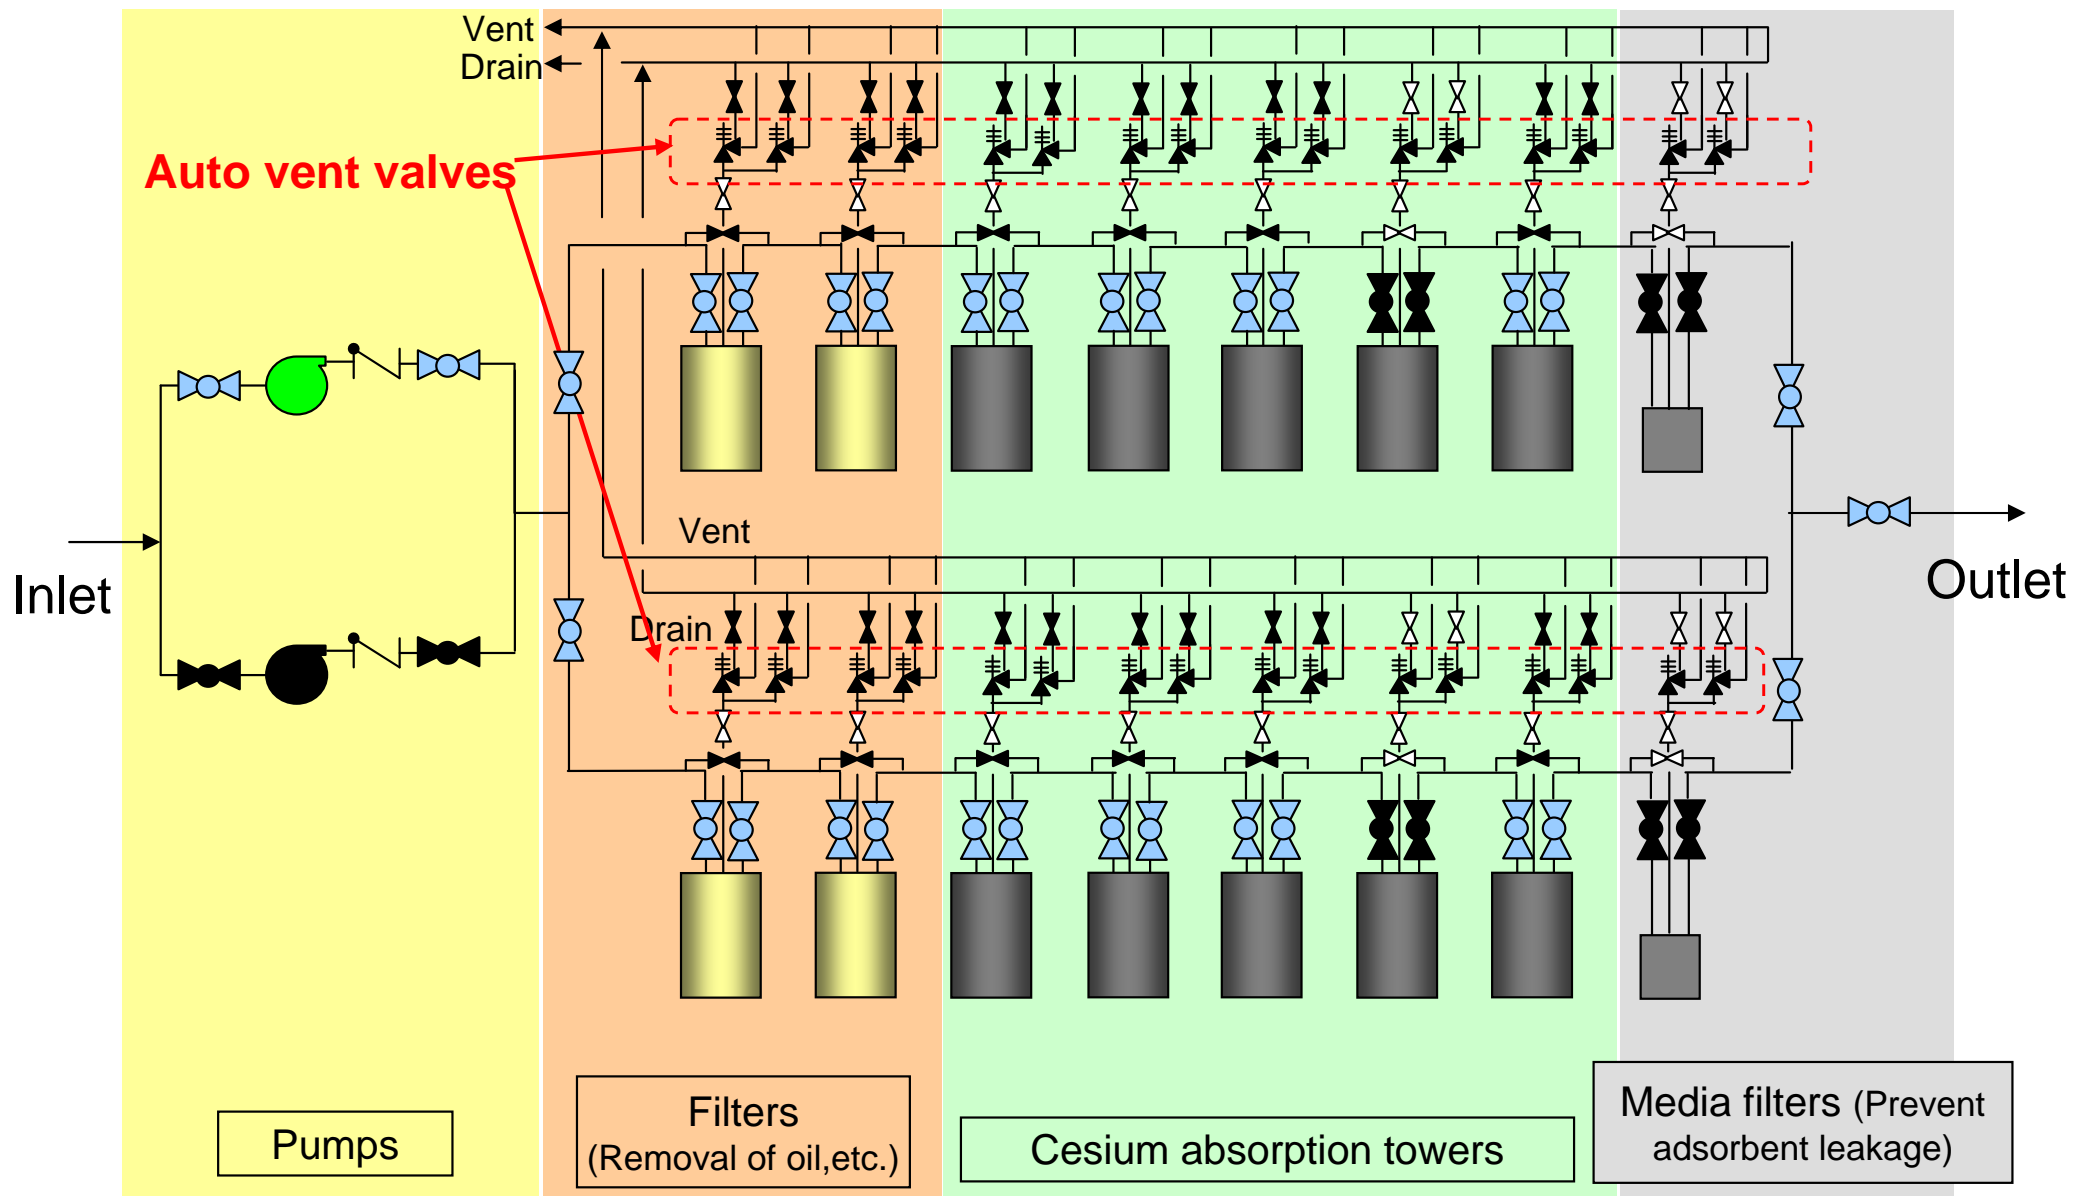 Vent
Drain
Auto vent valves
Vent
Inlet
Outlet
Drain
Pumps
Filters
(Removal of oil,etc.)
Cesium absorption towers
Media filters (Prevent
adsorbent leakage)